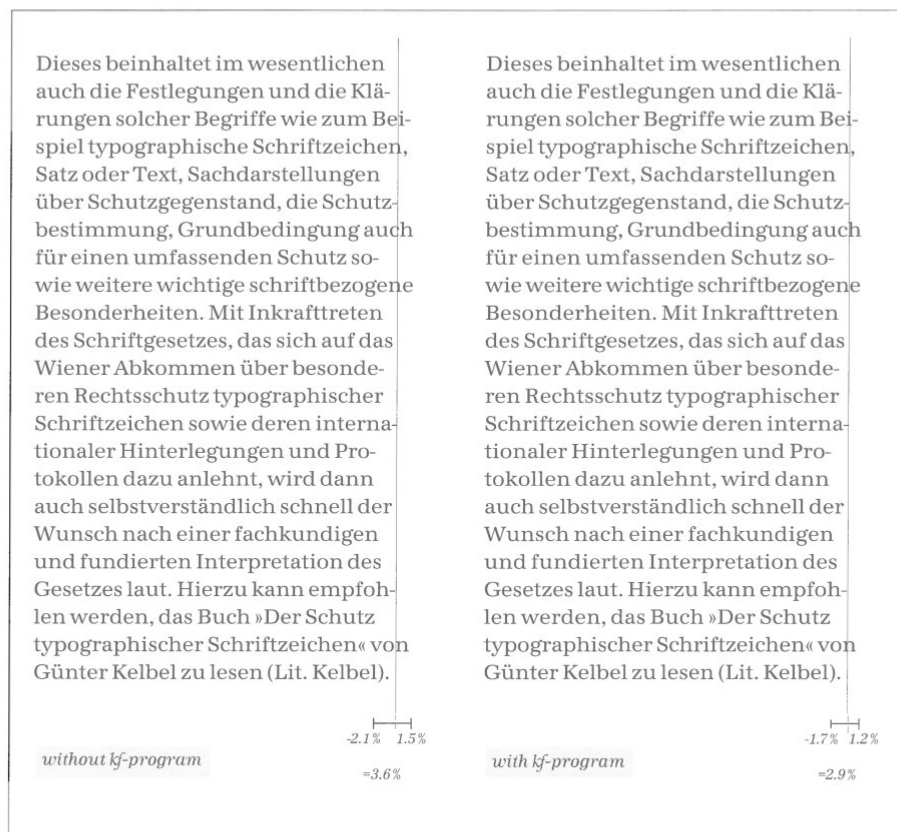 Dieses beinhaltet im wesentlichen
auch die Festlegungen und die Klä-
rungen solcher Begriffe wie zum Bei-
spiel typographische Schriftzeichen,
Satz oder Text, Sachdarstellungen
über Schutzgegenstand, die Schutz-
bestimmung, Grundbedingung auch
für einen umfassenden Schutz so-
wie weitere wichtige schriftbezogene
Besonderheiten. Mit Inkrafttreten
des Schriftgesetzes, das sich auf das
Wiener Abkommen über besonde-
ren Rechtsschutz typographischer
Schriftzeichen sowie deren interna-
tionaler Hinterlegungen und Pro-
tokollen dazu anlehnt, wird dann
auch selbstverständlich schnell der
Wunsch nach einer fachkundigen
und fundierten Interpretation des
Gesetzes laut. Hierzu kann empfoh-
len werden, das Buch »Der Schutz
typographischer Schriftzeichen« von
Günter Kelbel zu lesen (Lit. Kelbel).
-2.1% 1.5%
without kf-program
=3.6%
Dieses beinhaltet im wesentlichen
auch die Festlegungen und die Klä-
rungen solcher Begriffe wie zum Bei-
spiel typographische Schriftzeichen,
Satz oder Text, Sachdarstellungen
über Schutzgegenstand, die Schutz-
bestimmung, Grundbedingung auch
für einen umfassenden Schutz so-
wie weitere wichtige schriftbezogene
Besonderheiten. Mit Inkrafttreten
des Schriftgesetzes, das sich auf das
Wiener Abkommen über besonde-
ren Rechtsschutz typographischer
Schriftzeichen sowie deren interna-
tionaler Hinterlegungen und Pro-
tokollen dazu anlehnt, wird dann
auch selbstverständlich schnell der
Wunsch nach einer fachkundigen
und fundierten Interpretation des
Gesetzes laut. Hierzu kann empfoh-
len werden, das Buch »Der Schutz
typographischer Schriftzeichen« von
Günter Kelbel zu lesen (Lit. Kelbel).
-1.7% 1.2%
with kf-program
=2.9%